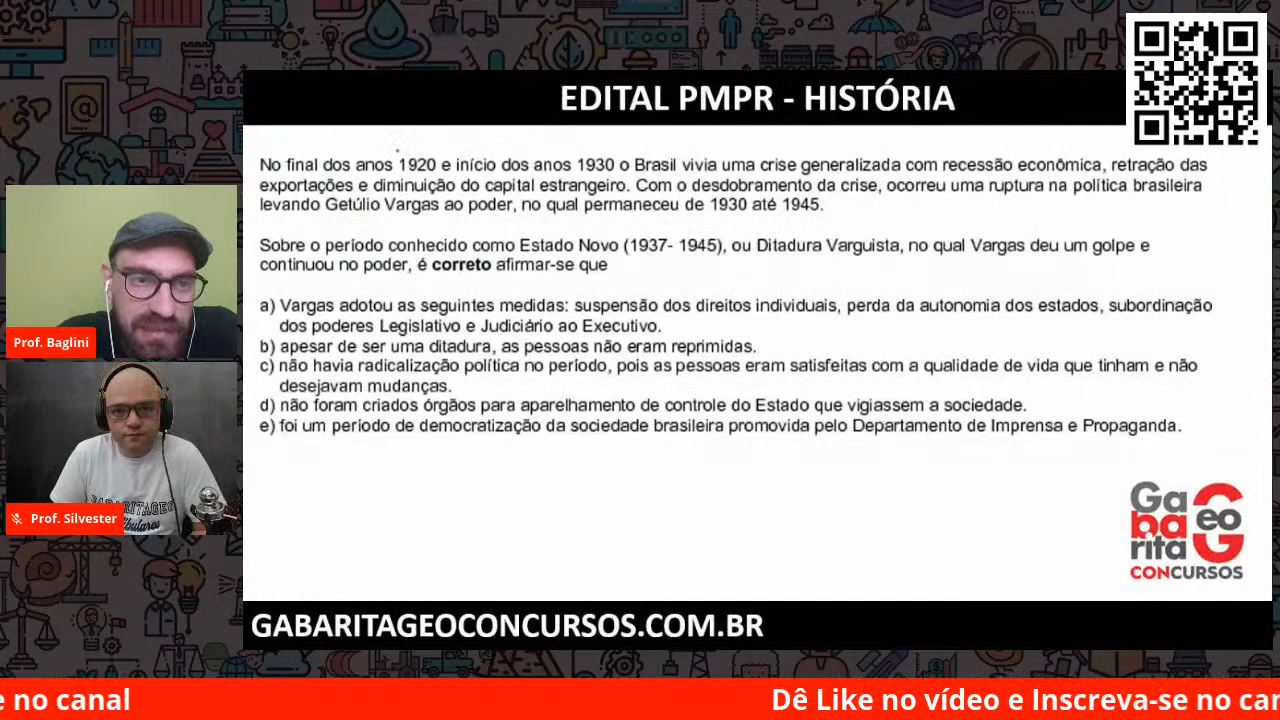 EDITAL PMPR - HISTÓRIA
No final dos anos 1920 e início dos anos 1930 o Brasil vivia uma crise generalizada com recessão econômica, retração das
exportações e diminuição do capital estrangeiro. Com o desdobramento da crise, ocorreu uma ruptura na política brasileira
levando Getúlio Vargas ao poder, no qual permaneceu de 1930 até 1945.
Sobre o período conhecido como Estado Novo (1937- 1945), ou Ditadura Varguista, no qual Vargas deu um golpe e
continuou no poder, é correto afirmar-se que
a) Vargas adotou as seguintes medidas: suspensão dos direitos individuais, perda da autonomia dos estados, subordinação
dos poderes Legislativo e Judiciário ao Executivo.
b) apesar de ser uma ditadura, as pessoas não eram reprimidas.
c) não havia radicalização política no período, pois as pessoas eram satisfeitas com a qualidade de vida que tinham e não
desejavam mudanças.
d) não foram criados órgãos para aparelhamento de controle do Estado que vigiassem a sociedade.
e) foi um período de democratização da sociedade brasileira promovida pelo Departamento de Imprensa e Propaganda.
Prof. Baglini
GABARITAGEO
Prof. Silvester
Ga
ba
rita
Geo
CONCURSOS
GABARITAGEOCONCURSOS.COM.BR
e no canal
Dê Like no vídeo e Inscreva-se no can